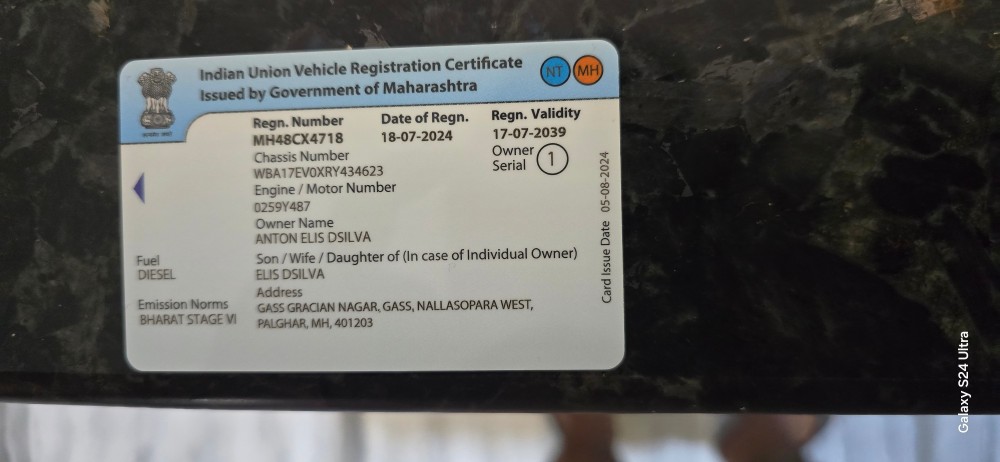 Indian Union Vehicle Registration Certificate
Issued by Government of Maharashtra
NT MH
Regn. Number Date of Regn. Regn. Validity
MH48CX4718 18-07-2024 17-07-2039
Chassis Number
WBA17EV0XRY434623
Owner Serial 1
Engine / Motor Number
0259Y487
Owner Name
ANTON ELIS DSILVA
Fuel
DIESEL
Son / Wife / Daughter of (In case of Individual Owner)
ELIS DSILVA
Emission Norms
BHARAT STAGE VI
Address
GASS GRACIAN NAGAR, GASS, NALLASOPARA WEST,
PALGHAR, MH, 401203
Card Issue Date 05-08-2024
Galaxy S24 Ultra